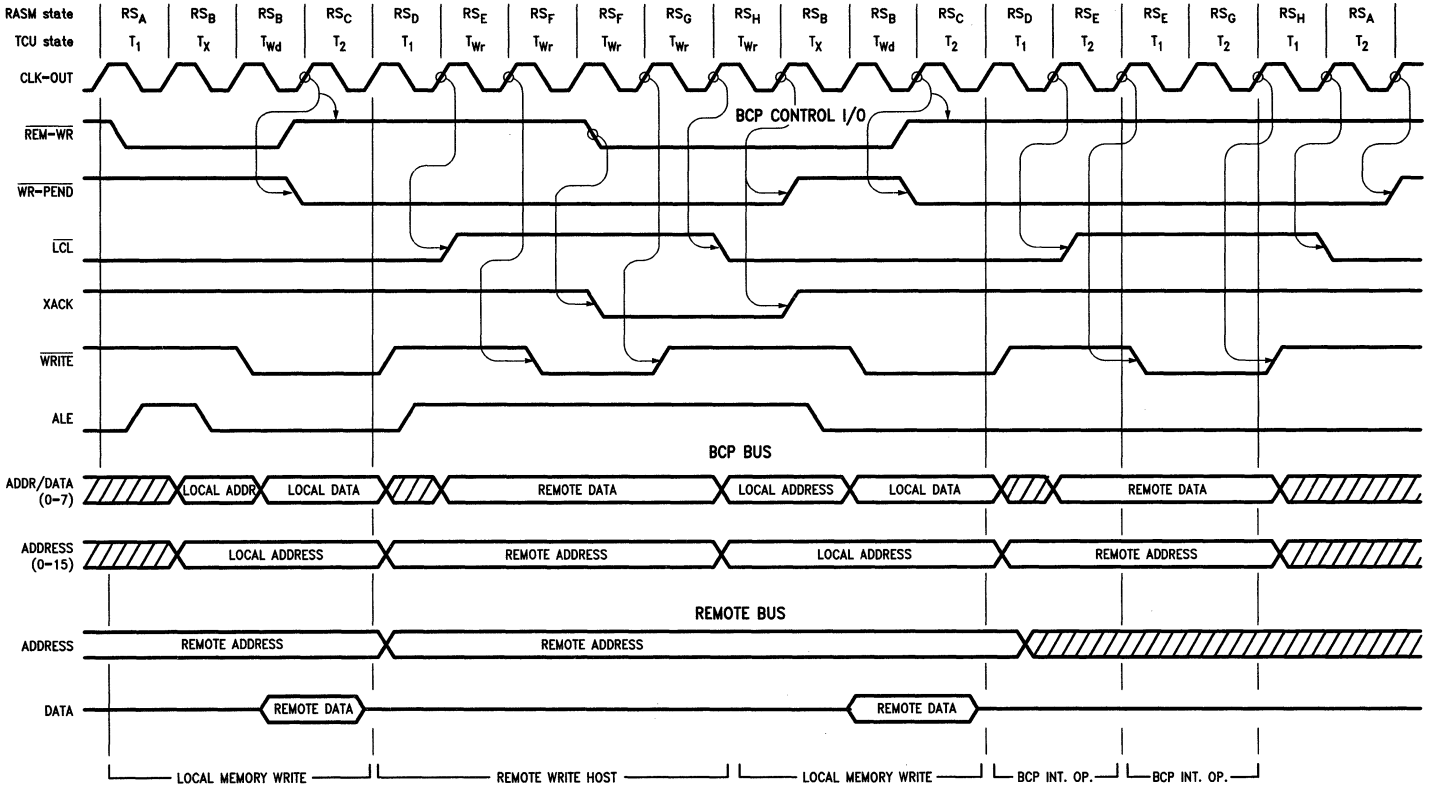 RASM state RSA RSB RSB RSC RSD RSE RSF RSF RSG RSH RSB RSB RSC RSD RSE RSE RSG RSH RSA
TCU state T1 TX TWd T2 T1 TWr TWr TWr TWr TWr TX TWd T2 T1 T2 T1 T2 T1 T2
CLK-OUT
BCP CONTROL I/O
REM-WR
WR-PEND
LCL
XACK
WRITE
ALE
BCP BUS
ADDR/DATA (0-7) LOCAL ADDR LOCAL DATA REMOTE DATA LOCAL ADDRESS LOCAL DATA REMOTE DATA
ADDRESS (0-15) LOCAL ADDRESS REMOTE ADDRESS LOCAL ADDRESS REMOTE ADDRESS
REMOTE BUS
ADDRESS REMOTE ADDRESS REMOTE ADDRESS
DATA REMOTE DATA REMOTE DATA
LOCAL MEMORY WRITE REMOTE WRITE HOST LOCAL MEMORY WRITE BCP INT. OP. BCP INT. OP.